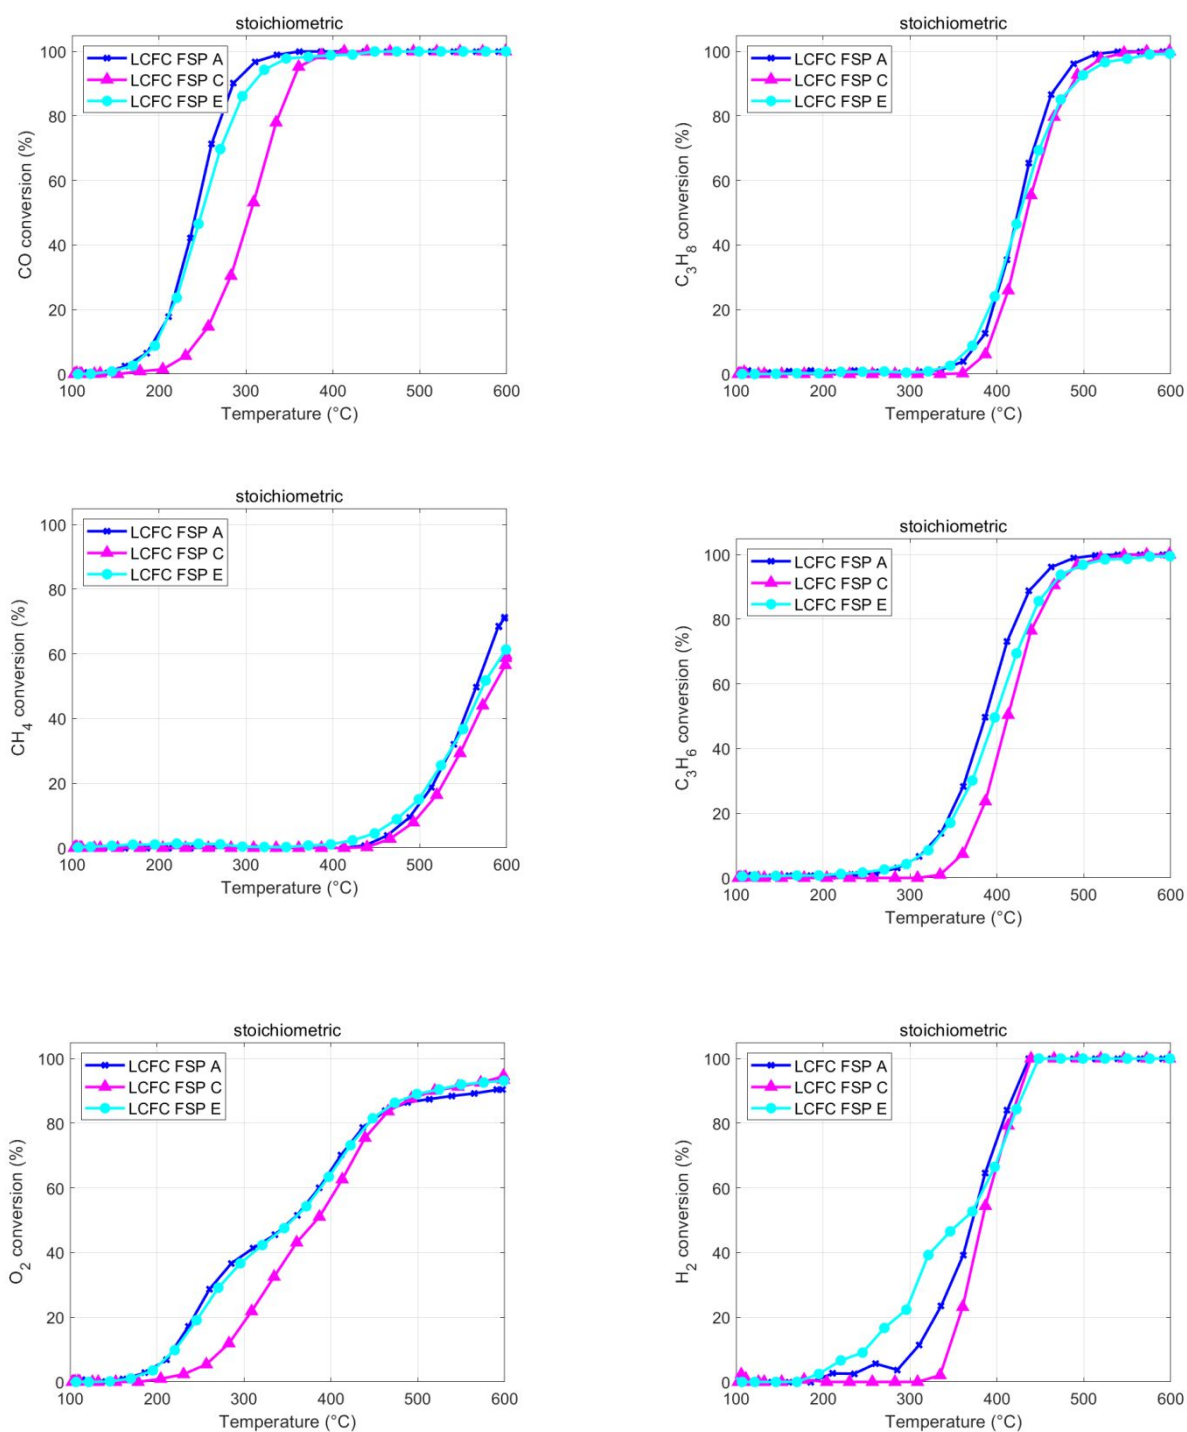 stoichiometric
LCFC FSP A
LCFC FSP C
LCFC FSP E
CO conversion (%)
0
20
40
60
80
100
100 200 300 400 500 600
Temperature (°C)
stoichiometric
LCFC FSP A
LCFC FSP C
LCFC FSP E
C3H8 conversion (%)
0
20
40
60
80
100
100 200 300 400 500 600
Temperature (°C)
stoichiometric
LCFC FSP A
LCFC FSP C
LCFC FSP E
CH4 conversion (%)
0
20
40
60
80
100
100 200 300 400 500 600
Temperature (°C)
stoichiometric
LCFC FSP A
LCFC FSP C
LCFC FSP E
C3H6 conversion (%)
0
20
40
60
80
100
100 200 300 400 500 600
Temperature (°C)
stoichiometric
LCFC FSP A
LCFC FSP C
LCFC FSP E
O2 conversion (%)
0
20
40
60
80
100
100 200 300 400 500 600
Temperature (°C)
stoichiometric
LCFC FSP A
LCFC FSP C
LCFC FSP E
H2 conversion (%)
0
20
40
60
80
100
100 200 300 400 500 600
Temperature (°C)